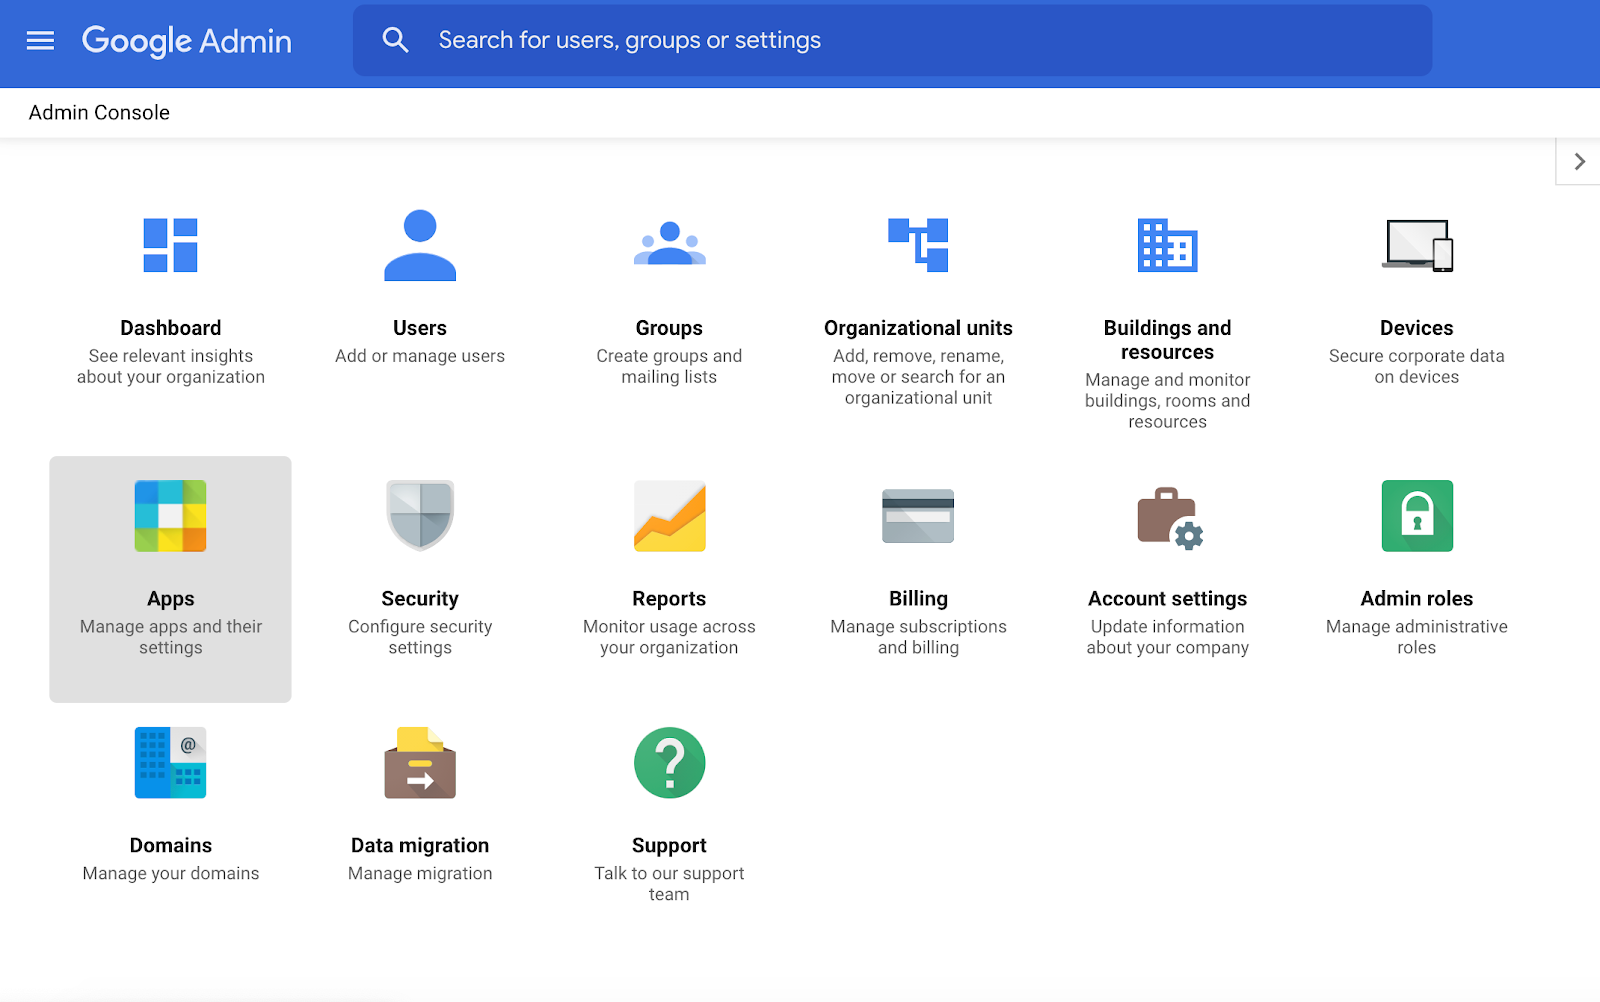 Google Admin
Search for users, groups or settings
Admin Console
Dashboard
See relevant insights
about your organization
Users
Add or manage users
Groups
Create groups and
mailing lists
Organizational units
Add, remove, rename,
move or search for an
organizational unit
Buildings and
resources
Manage and monitor
buildings, rooms and
resources
Devices
Secure corporate data
on devices
Apps
Manage apps and their
settings
Security
Configure security
settings
Reports
Monitor usage across
your organization
Billing
Manage subscriptions
and billing
Account settings
Update information
about your company
Admin roles
Manage administrative
roles
@
Domains
Manage your domains
Data migration
Manage migration
?
Support
Talk to our support
team